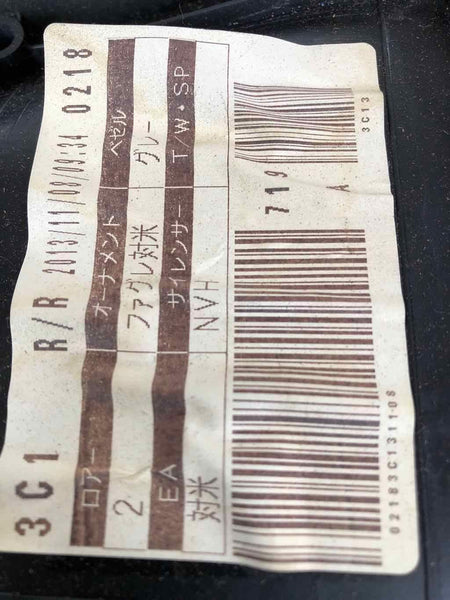 3C1 R/R 2013/11/08/09:34 0218
ロアー オーナメント ベゼル
2 ファグレ対米 グレー
EA サイレンサー T/W・SP
対米 NVH
719 A
3C13
02183C1311-08